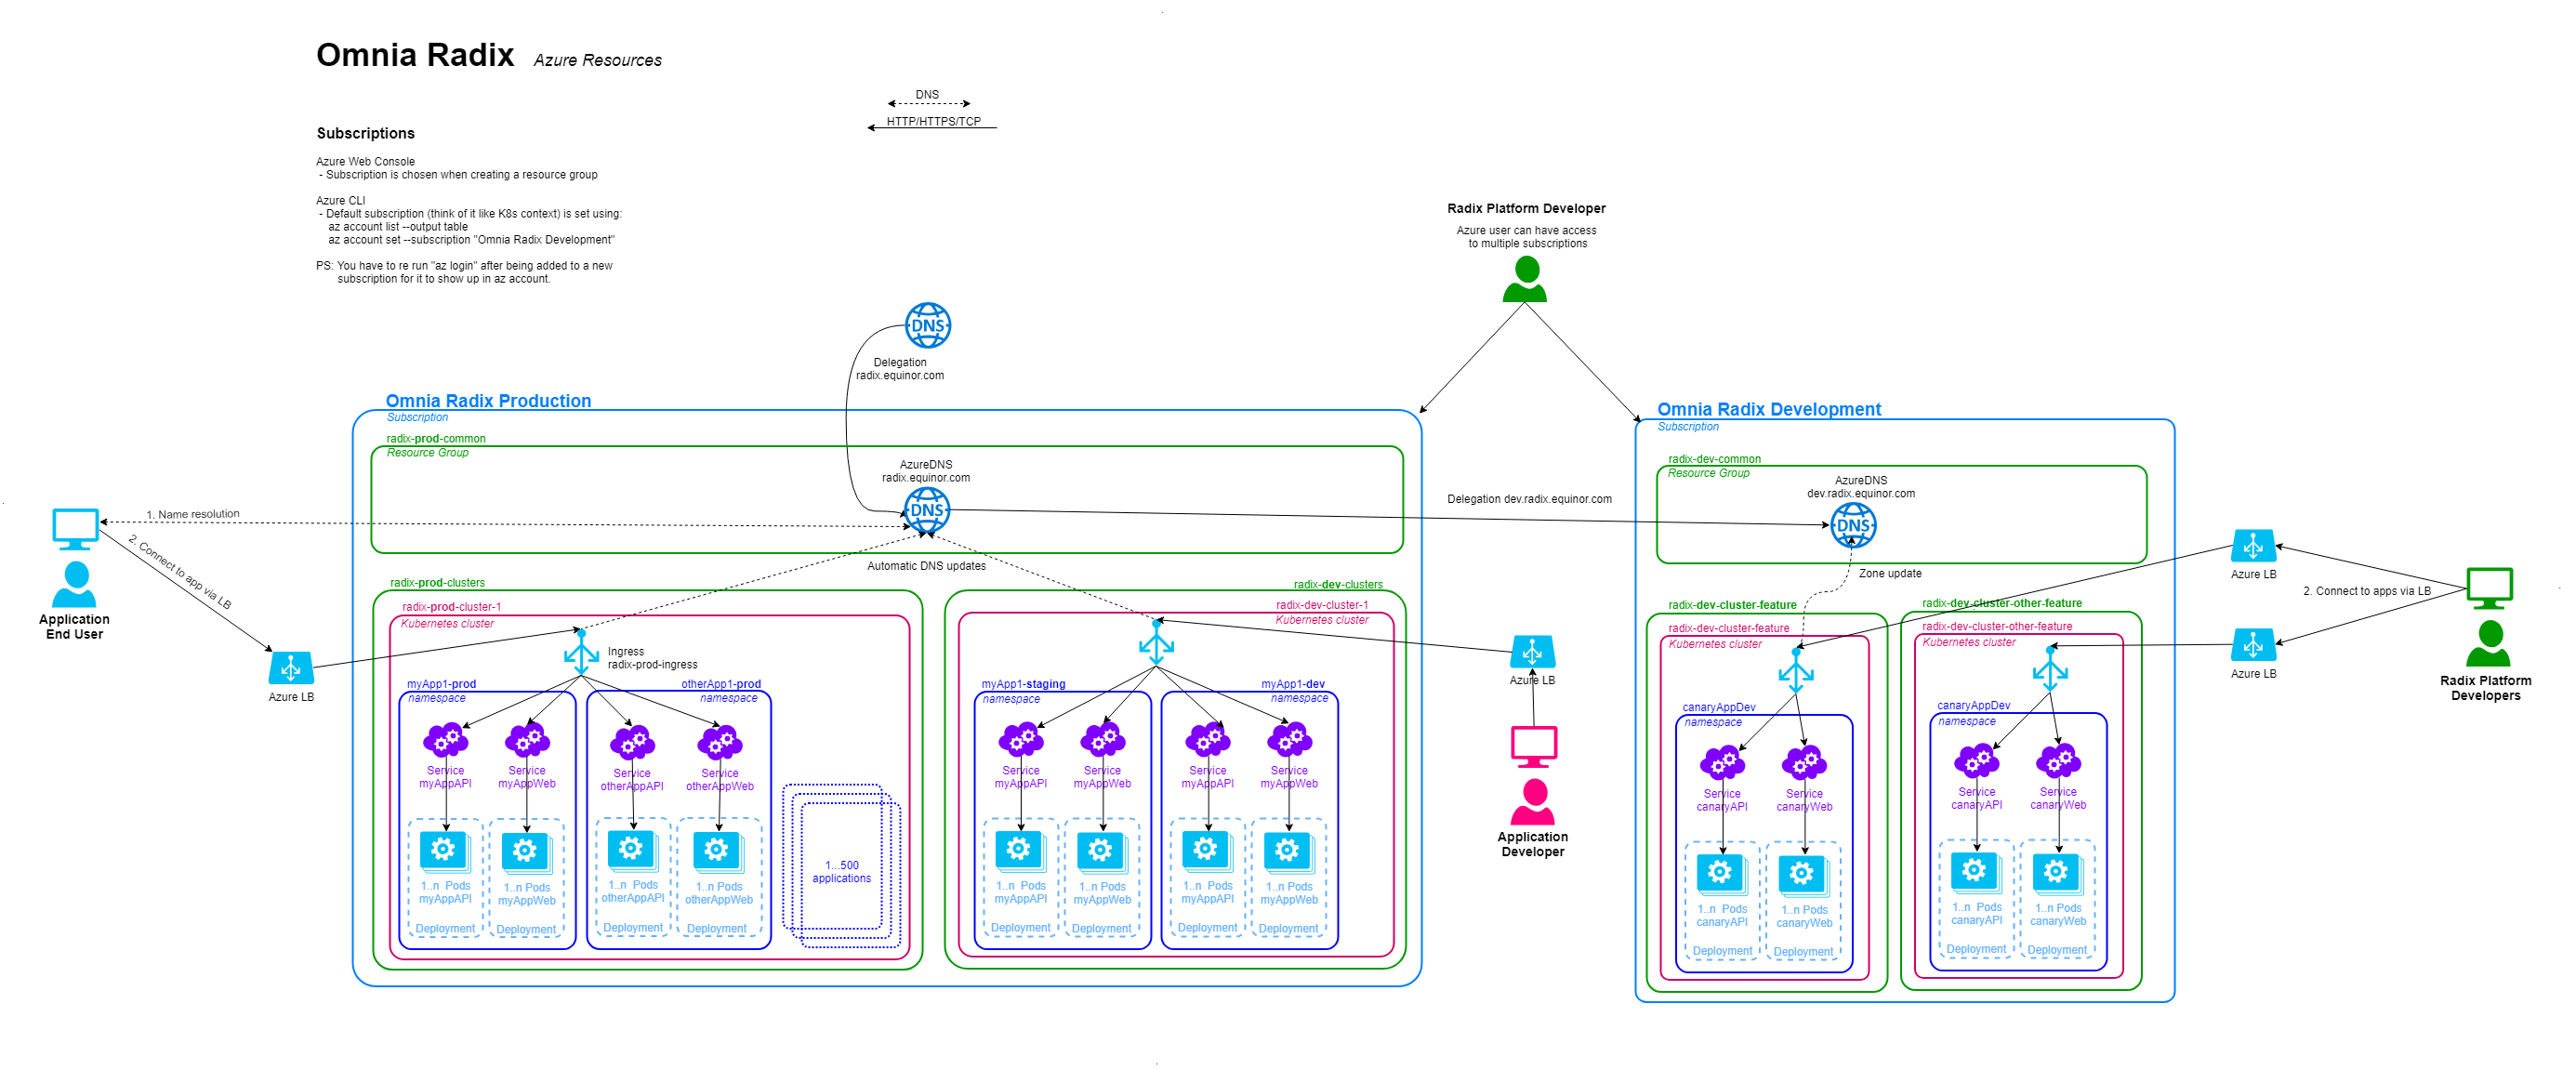 Omnia Radix Azure Resources
DNS
HTTP/HTTPS/TCP
Subscriptions
Azure Web Console
- Subscription is chosen when creating a resource group
Azure CLI
- Default subscription (think of it like K8s context) is set using:
az account list --output table
az account set --subscription "Omnia Radix Development"
PS: You have to re run "az login" after being added to a new
subscription for it to show up in az account.
Radix Platform Developer
Azure user can have access
to multiple subscriptions
DNS
Delegation
radix.equinor.com
Omnia Radix Production
Subscription
radix-prod-common
Resource Group
AzureDNS
radix.equinor.com
DNS
1. Name resolution
2. Connect to app via LB
Application
End User
Azure LB
Automatic DNS updates
radix-prod-clusters
radix-prod-cluster-1
Kubernetes cluster
Ingress
radix-prod-ingress
myApp1-prod
namespace
Service
myAppAPI
Service
myAppWeb
1..n Pods
myAppAPI
Deployment
1..n Pods
myAppWeb
Deployment
otherApp1-prod
namespace
Service
otherAppAPI
Service
otherAppWeb
1..n Pods
otherAppAPI
Deployment
1..n Pods
otherAppWeb
Deployment
1...500
applications
radix-dev-clusters
radix-dev-cluster-1
Kubernetes cluster
myApp1-staging
namespace
Service
myAppAPI
Service
myAppWeb
1..n Pods
myAppAPI
Deployment
1..n Pods
myAppWeb
Deployment
myApp1-dev
namespace
Service
myAppAPI
Service
myAppWeb
1..n Pods
myAppAPI
Deployment
1..n Pods
myAppWeb
Deployment
Azure LB
Application
Developer
Delegation dev.radix.equinor.com
Omnia Radix Development
Subscription
radix-dev-common
Resource Group
AzureDNS
dev.radix.equinor.com
DNS
Zone update
radix-dev-cluster-feature
radix-dev-cluster-feature
Kubernetes cluster
canaryAppDev
namespace
Service
canaryAPI
Service
canaryWeb
1..n Pods
canaryAPI
Deployment
1..n Pods
canaryWeb
Deployment
radix-dev-cluster-other-feature
radix-dev-cluster-other-feature
Kubernetes cluster
canaryAppDev
namespace
Service
canaryAPI
Service
canaryWeb
1..n Pods
canaryAPI
Deployment
1..n Pods
canaryWeb
Deployment
Azure LB
2. Connect to apps via LB
Azure LB
Radix Platform
Developers